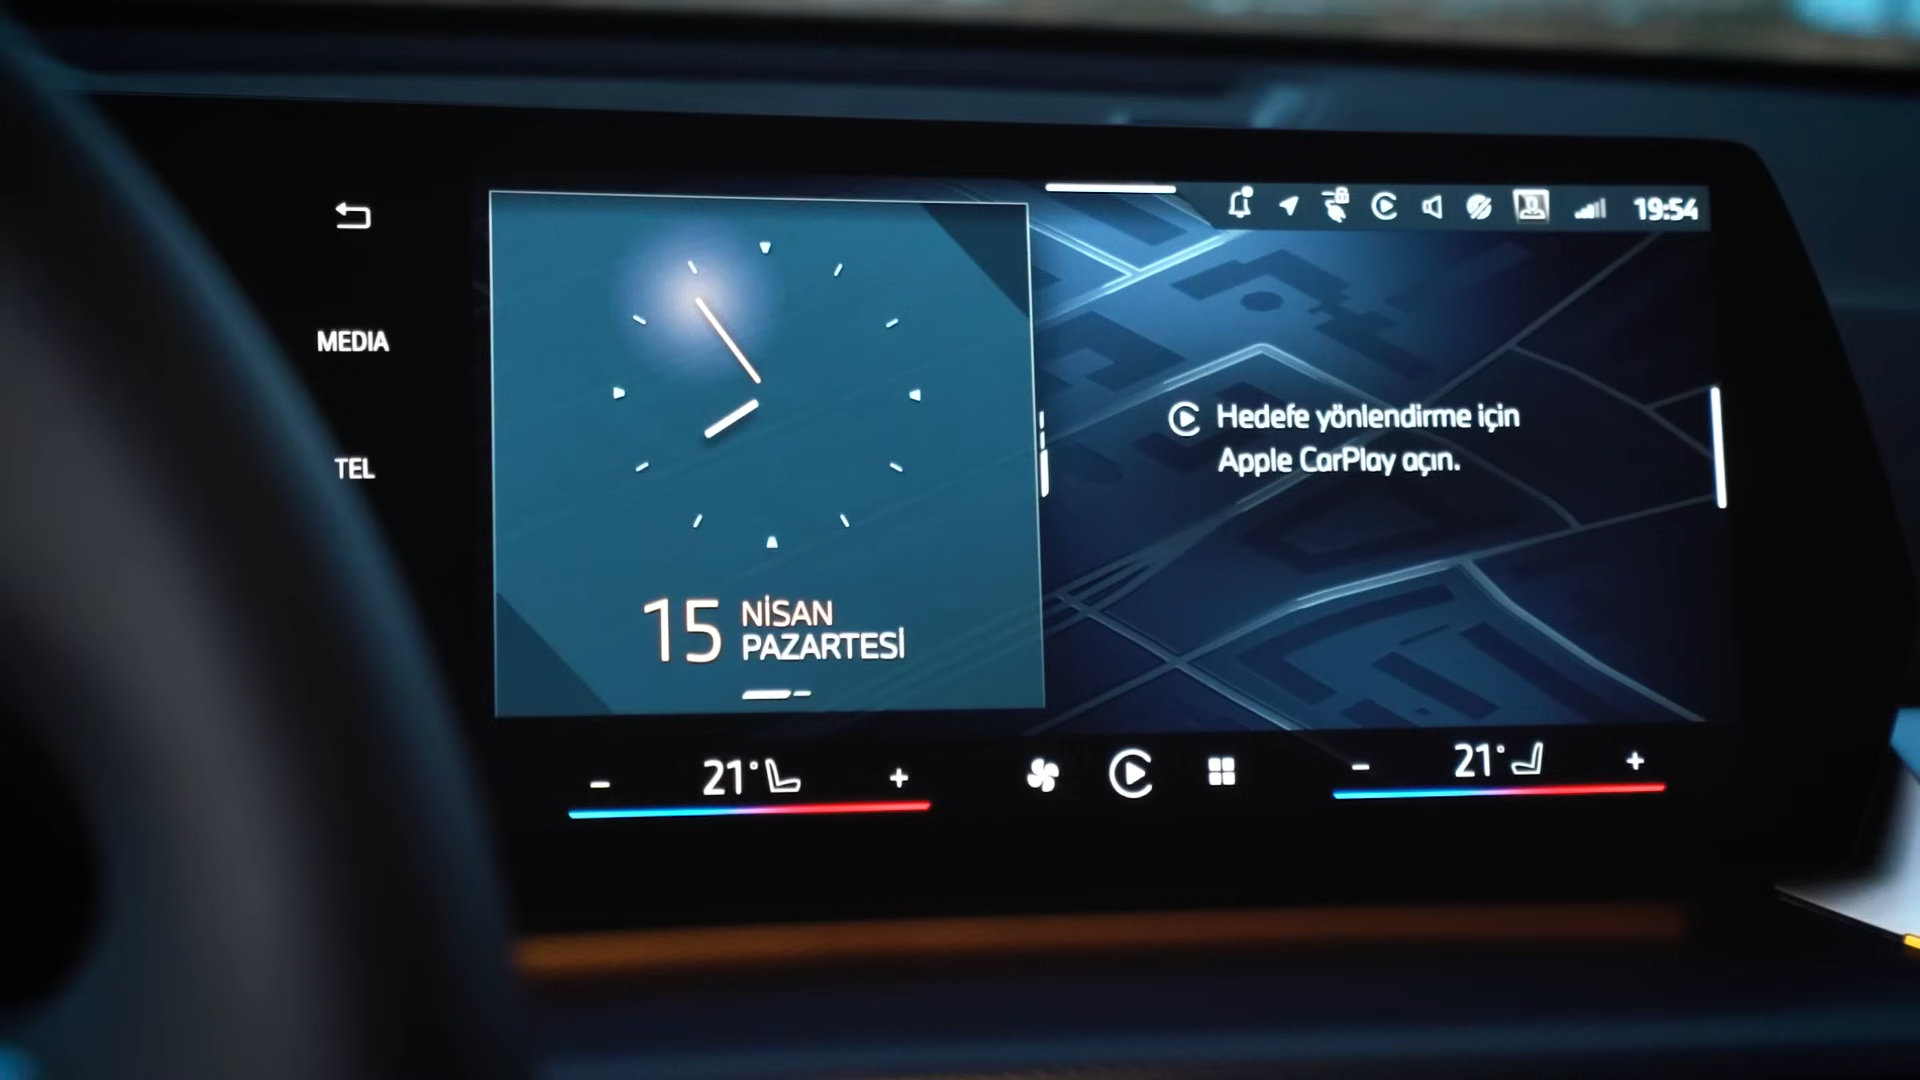 19:54
MEDIA
TEL
Hedefe yönlendirme için
Apple CarPlay açın.
15 NİSAN
PAZARTESİ
21°
21°